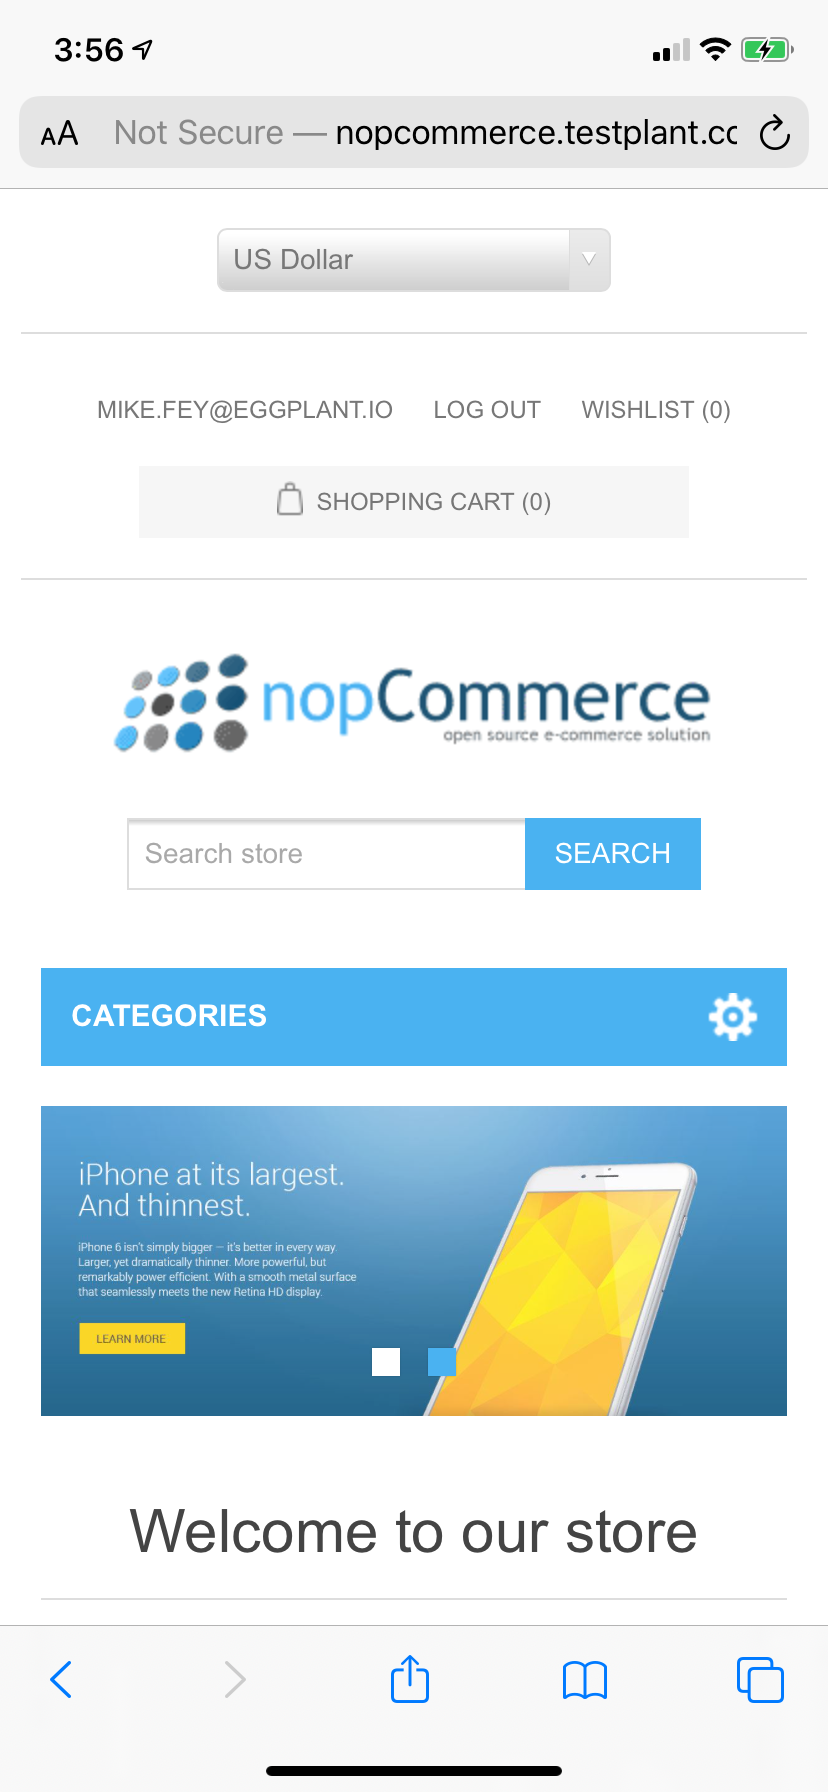 3:56
AA Not Secure — nopcommerce.testplant.cc
US Dollar
MIKE.FEY@EGGPLANT.IO LOG OUT WISHLIST (0)
SHOPPING CART (0)
nopCommerce
open source e-commerce solution
Search store SEARCH
CATEGORIES
iPhone at its largest.
And thinnest.
iPhone 6 isn't simply bigger – it's better in every way.
Larger, yet dramatically thinner. More powerful, but
remarkably power efficient. With a smooth metal surface
that seamlessly meets the new Retina HD display.
LEARN MORE
Welcome to our store